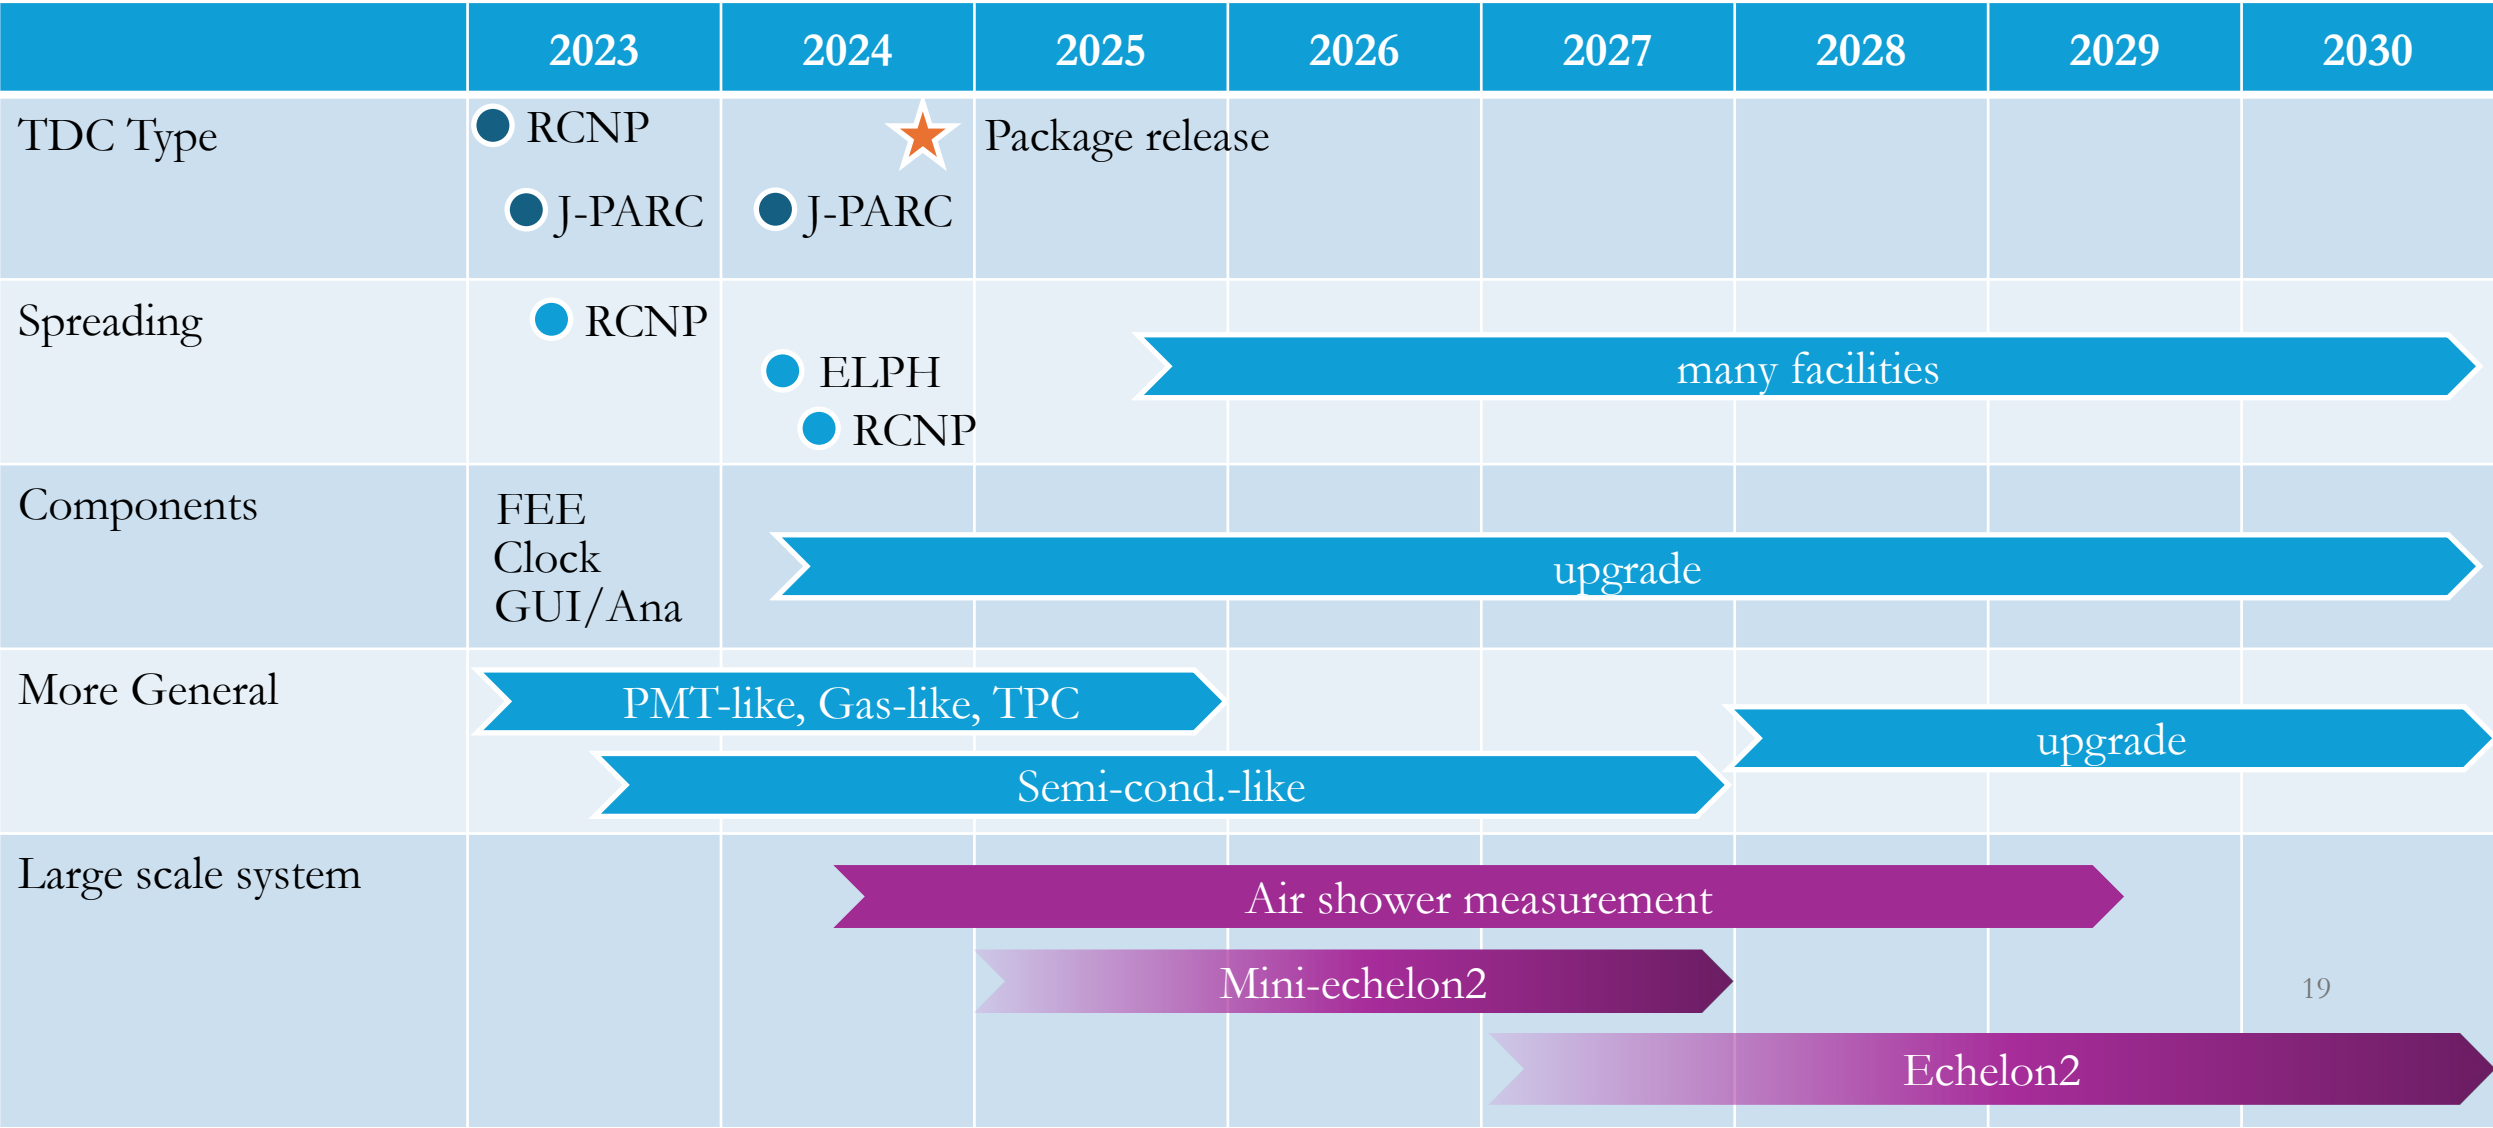 2023 2024 2025 2026 2027 2028 2029 2030
TDC Type
RCNP
Package release
J-PARC
J-PARC
Spreading
RCNP
many facilities
ELPH
RCNP
Components
FEE
Clock
GUI/Ana
upgrade
More General
PMT-like, Gas-like, TPC
upgrade
Semi-cond.-like
Large scale system
Air shower measurement
Mini-echelon2
19
Echelon2